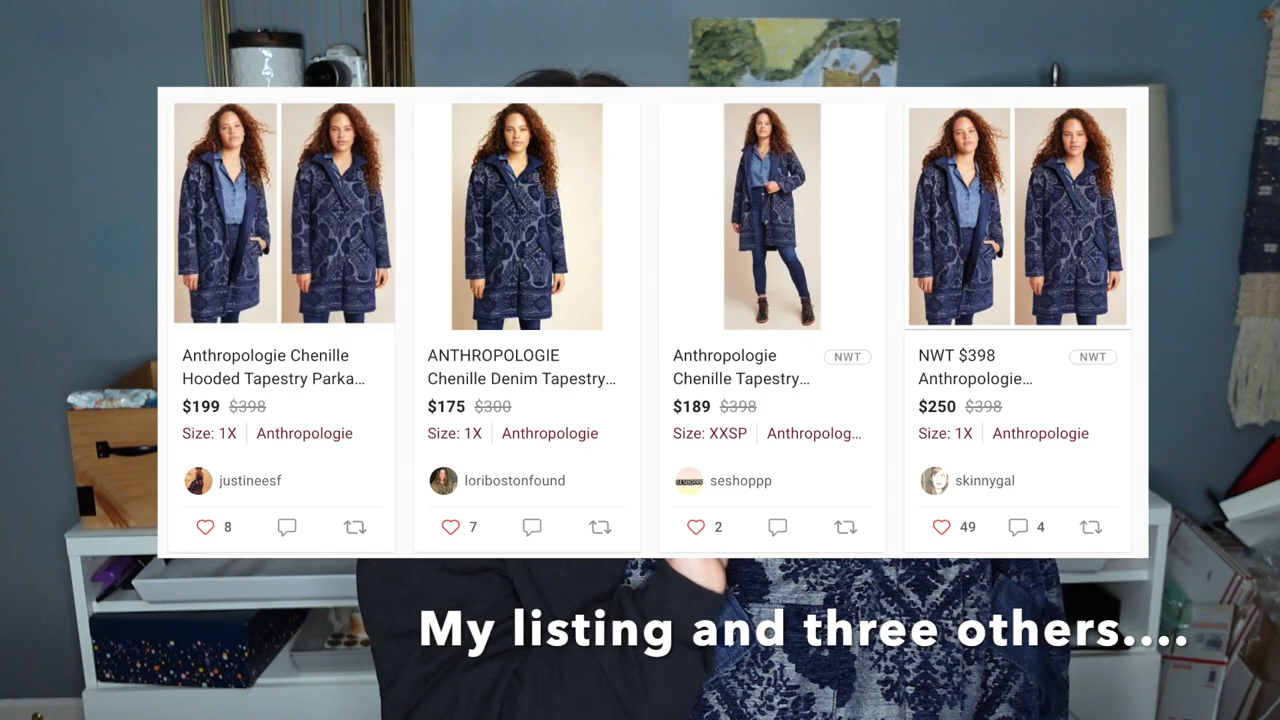 Anthropologie Chenille
Hooded Tapestry Parka...
$199 $398
Size: 1X Anthropologie
justineesf
8
ANTHROPOLOGIE
Chenille Denim Tapestry...
$175 $300
Size: 1X Anthropologie
loribostonfound
7
Anthropologie NWT
Chenille Tapestry...
$189 $398
Size: XXSP Anthropolog...
SESHOPPP
seshoppp
2
NWT $398 NWT
Anthropologie...
$250 $398
Size: 1X Anthropologie
skinnygal
49 4
My listing and three others....